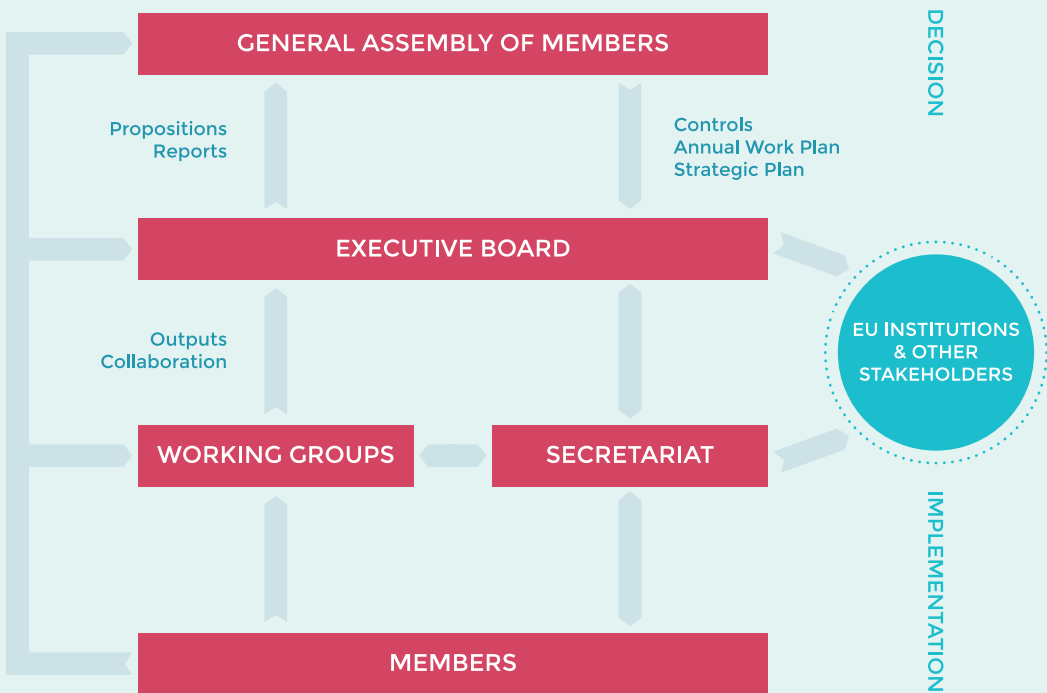 GENERAL ASSEMBLY OF MEMBERS
DECISION
Propositions
Reports
Controls
Annual Work Plan
Strategic Plan
EXECUTIVE BOARD
EU INSTITUTIONS
& OTHER
STAKEHOLDERS
Outputs
Collaboration
WORKING GROUPS
SECRETARIAT
IMPLEMENTATION
MEMBERS